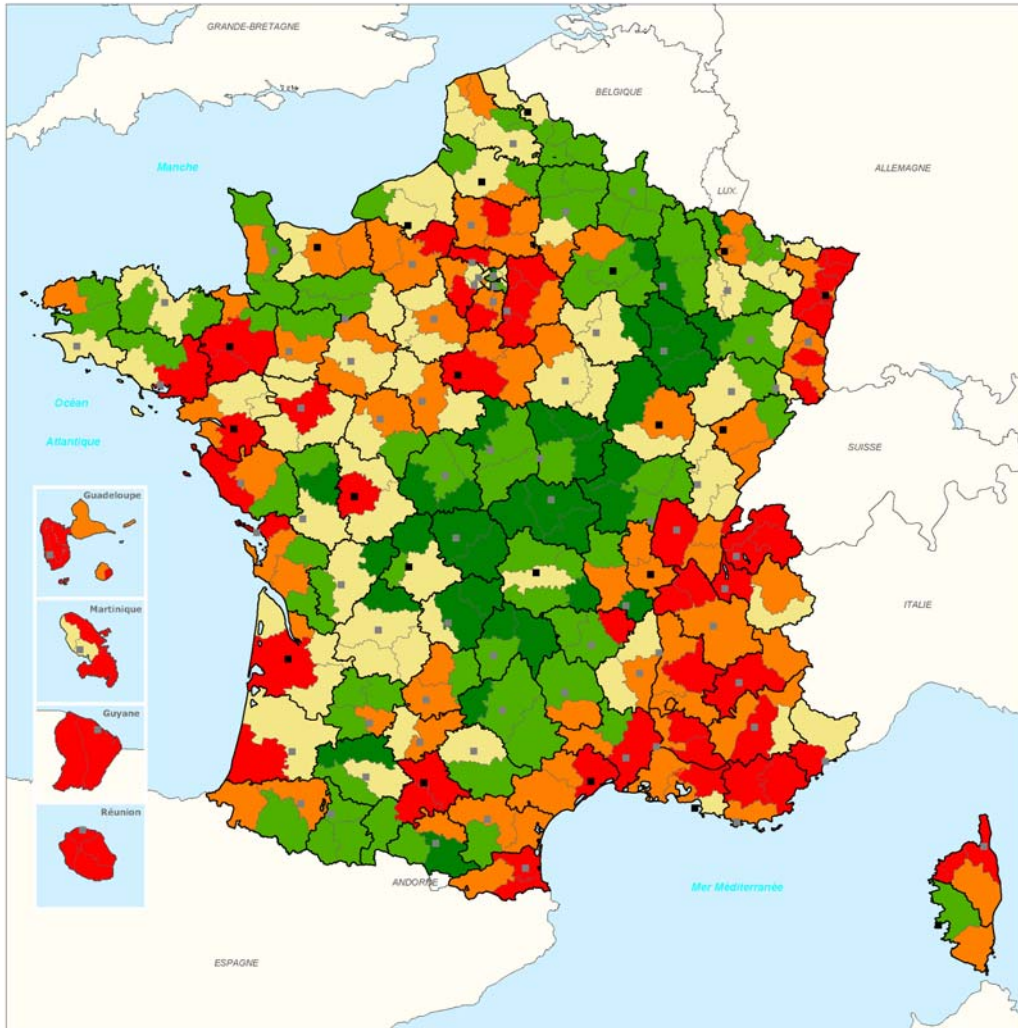 GRANDE-BRETAGNE
BELGIQUE
Manche
ALLEMAGNE
LUX.
Océan
Atlantique
SUISSE
Guadeloupe
Martinique
ITALIE
Guyane
Réunion
ANDORRE
Mer Méditerranée
ESPAGNE